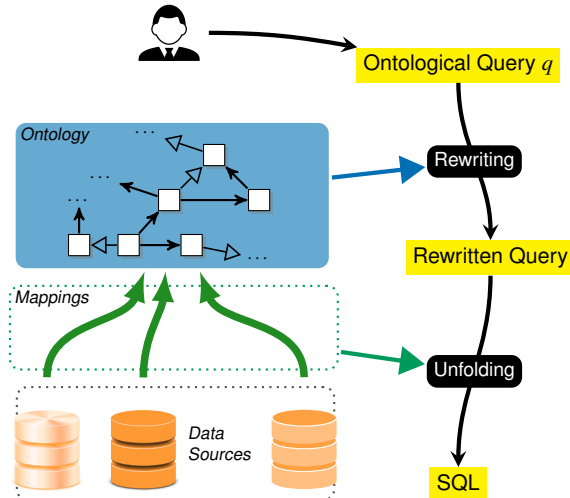 Ontological Query q
Ontology
. . .
. . .
Rewriting
. . .
. . .
Rewritten Query
Mappings
Unfolding
Data
Sources
SQL